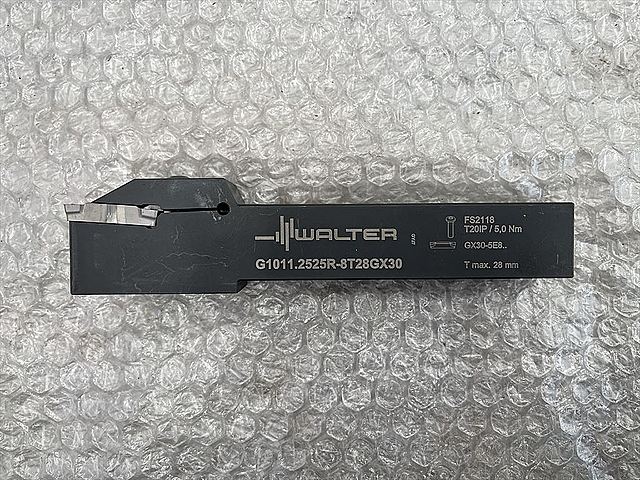 WALTER
G1011.2525R-8T28GX30
FS2118
T20IP / 5,0 Nm
GX30-5E8..
T max. 28 mm